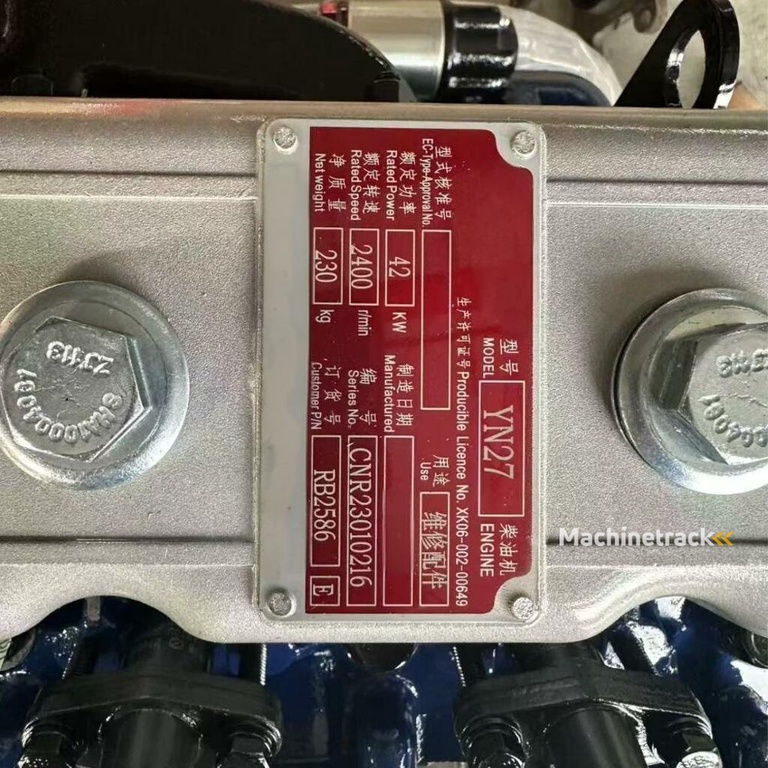 型号 YN27 柴油机
MODEL ENGINE
生产许可证号 Producible Licence No. XK06-002-00649
型式核准号 用途 维修配件
EC-Type-Approval No. Use
额定功率 42 KW 制造日期
Rated Power Manufactured
额定转速 2400 r/min 编号 CNR23010216
Rated Speed Series No.
净质量 230 kg 订货号 RB2586 E
Net weight Customer P/N
SHA10004061
Machinetrack